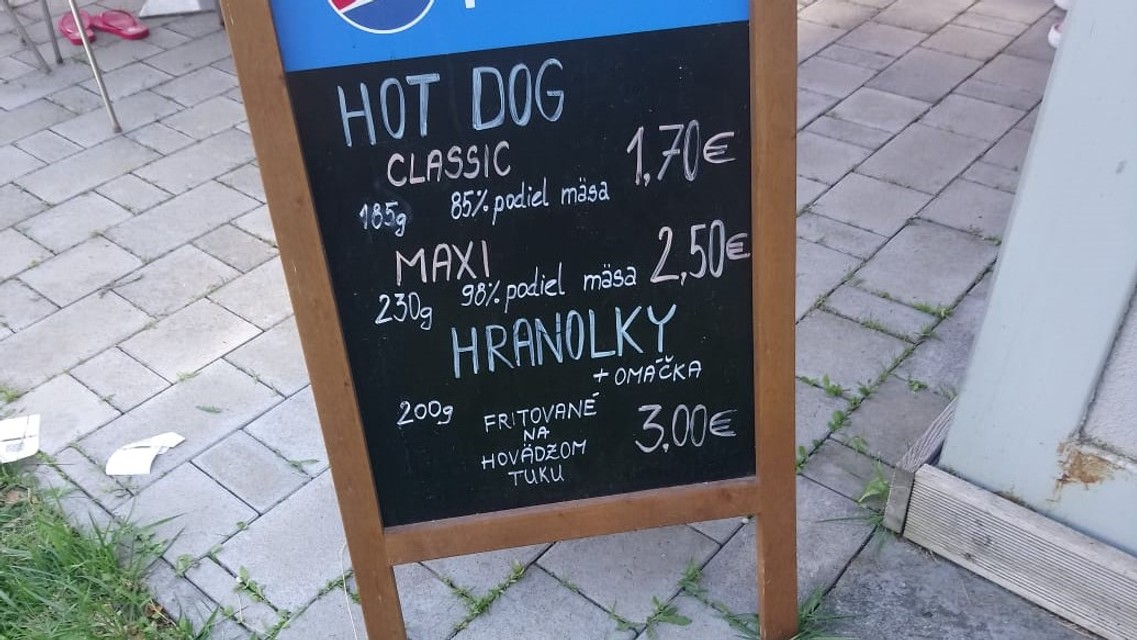 HOT DOG
CLASSIC 1,70€
185g 85% podiel mäsa
MAXI 2,50€
230g 98% podiel mäsa
HRANOLKY
+ OMÁČKA
200g FRITOVANÉ 3,00€
NA
HOVÄDZOM
TUKU